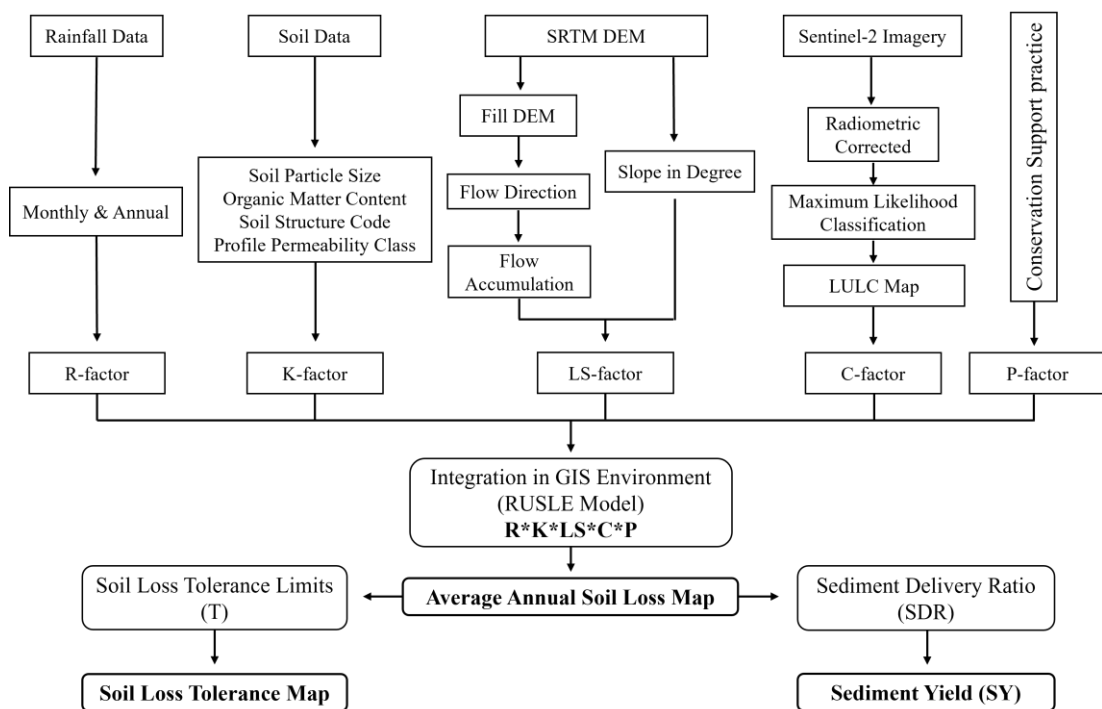 Rainfall Data
Soil Data
SRTM DEM
Sentinel-2 Imagery
Conservation Support practice
Fill DEM
Radiometric
Corrected
Soil Particle Size
Organic Matter Content
Soil Structure Code
Profile Permeability Class
Monthly & Annual
Flow Direction
Slope in Degree
Maximum Likelihood
Classification
Flow
Accumulation
LULC Map
R-factor
K-factor
LS-factor
C-factor
P-factor
Integration in GIS Environment
(RUSLE Model)
R*K*LS*C*P
Soil Loss Tolerance Limits
(T)
Average Annual Soil Loss Map
Sediment Delivery Ratio
(SDR)
Soil Loss Tolerance Map
Sediment Yield (SY)